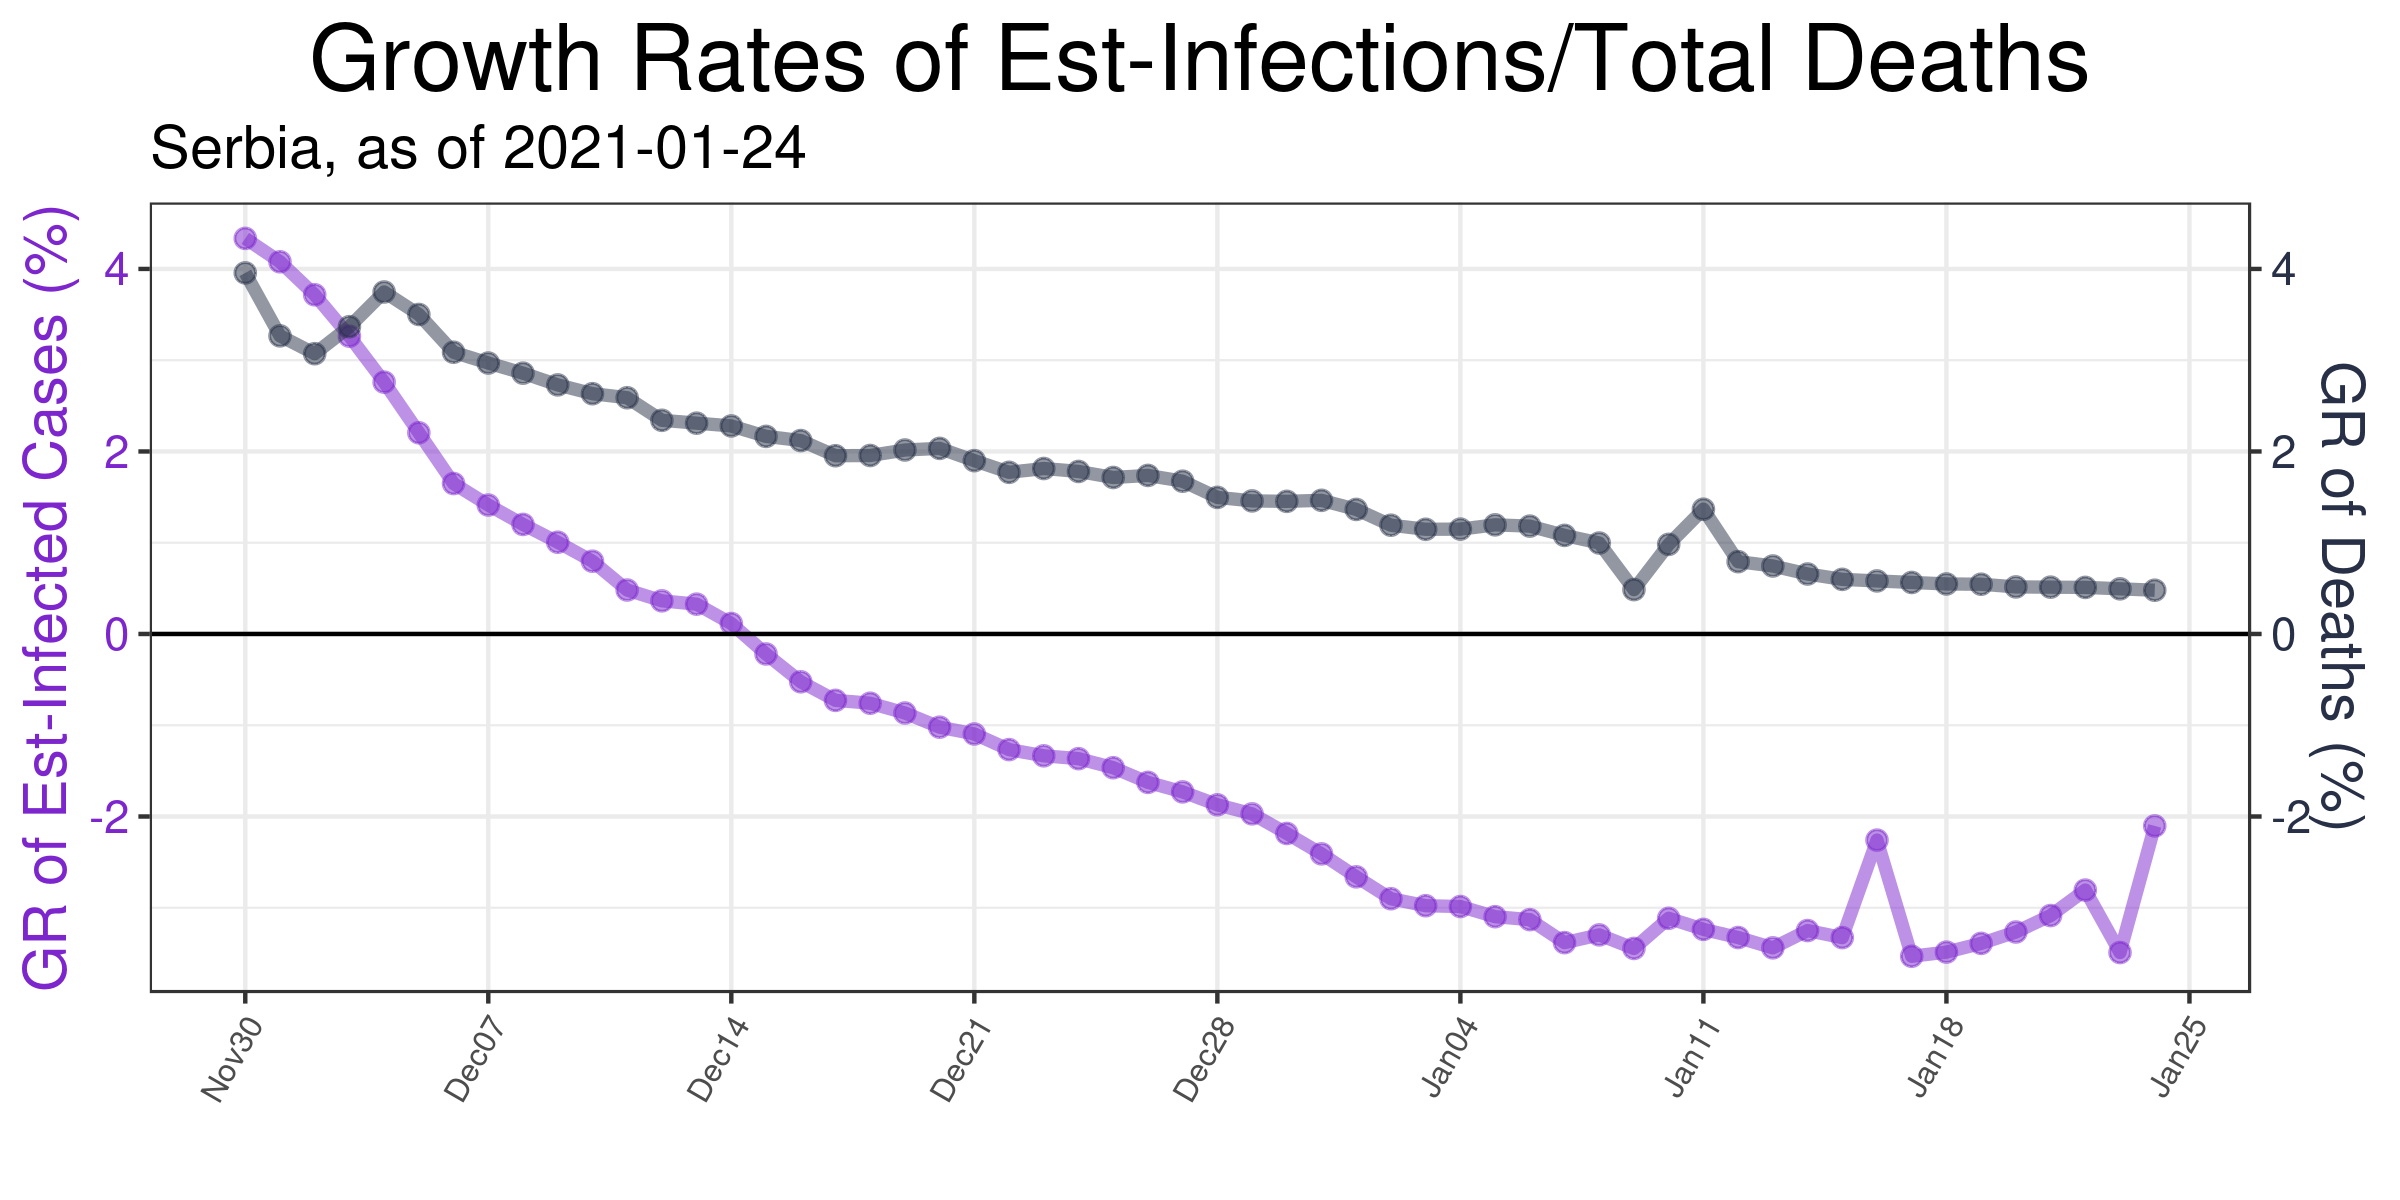 Growth Rates of Est-Infections/Total Deaths
Serbia, as of 2021-01-24
GR of Est-Infected Cases (%)
4
2
0
-2
4
2
0
-2
GR of Deaths (%)
Nov30
Dec07
Dec14
Dec21
Dec28
Jan04
Jan11
Jan18
Jan25